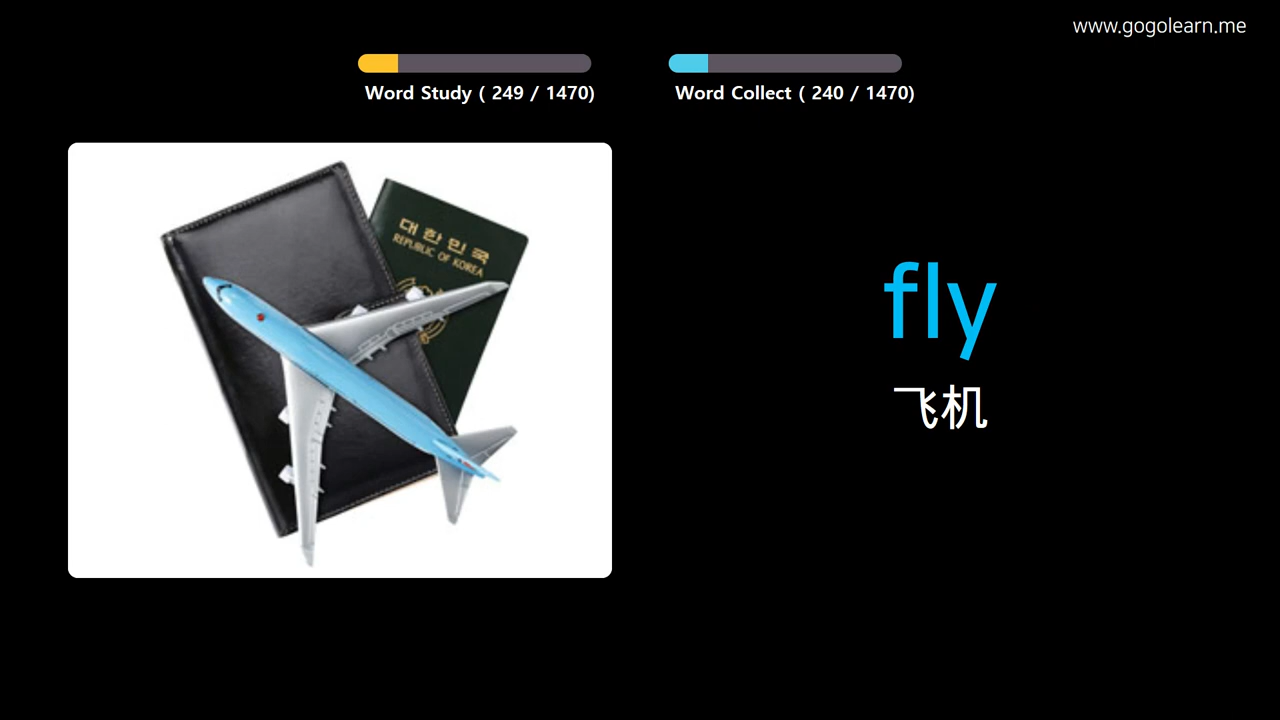 www.gogolearn.me
Word Study ( 249 / 1470)
Word Collect ( 240 / 1470)
대한민국
REPUBLIC OF KOREA
fly
飞机